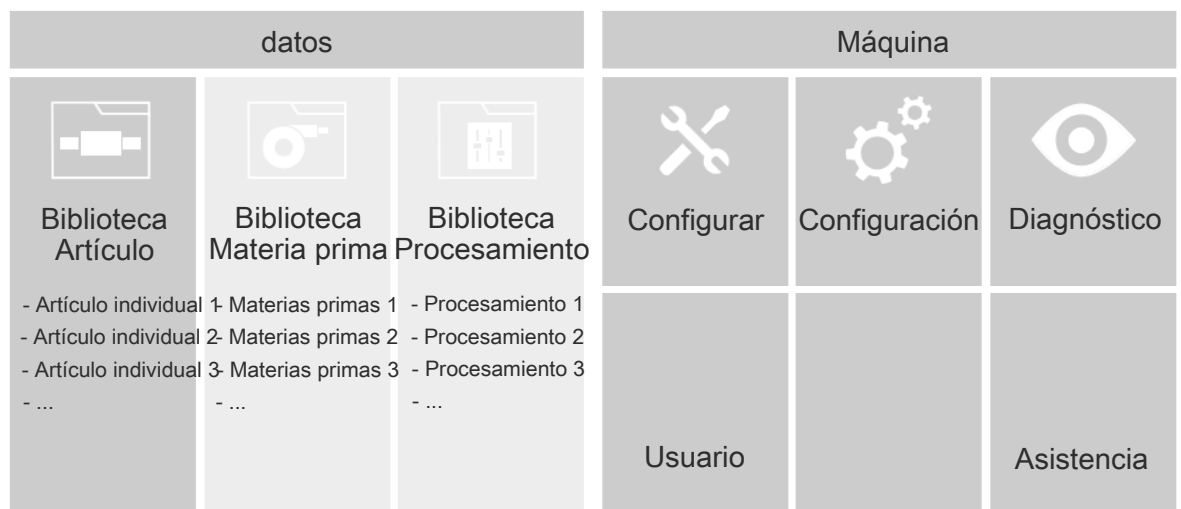 datos
Máquina
Biblioteca
Artículo
- Artículo individual 1
- Artículo individual 2
- Artículo individual 3
- ...
Biblioteca
Materia prima
- Materias primas 1
- Materias primas 2
- Materias primas 3
- ...
Biblioteca
Procesamiento
- Procesamiento 1
- Procesamiento 2
- Procesamiento 3
- ...
Configurar
Configuración
Diagnóstico
Usuario
Asistencia